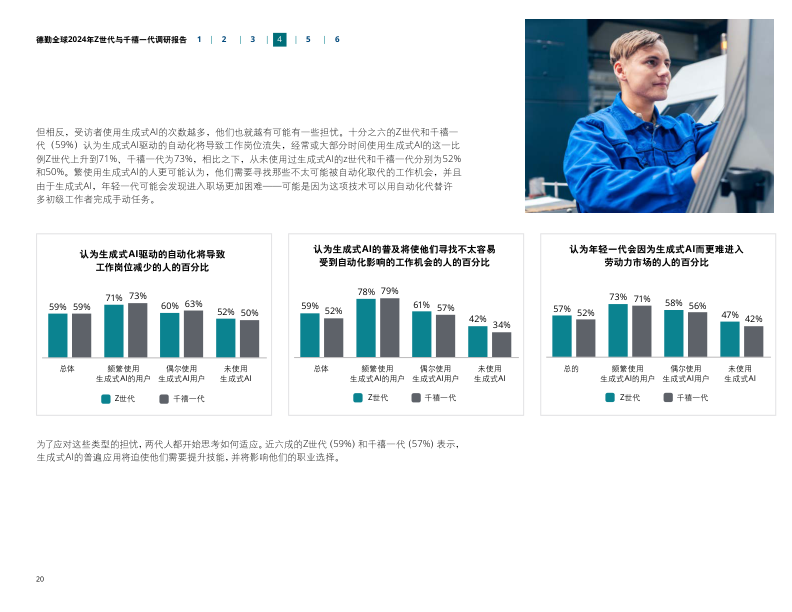 德勤全球2024年Z世代与千禧一代调研报告 1 | 2 | 3 | 4 | 5 | 6
但相反，受访者使用生成式AI的次数越多，他们也就越有可能有一些担忧。十分之六的Z世代和千禧一
代（59%）认为生成式AI驱动的自动化将导致工作岗位流失，经常或大部分时间使用生成式AI的这一比
例Z世代上升到71%、千禧一代为73%，相比之下，从未使用过生成式AI的z世代和千禧一代分别为52%
和50%。繁使用生成式AI的人更可能认为，他们需要寻找那些不太可能被自动化取代的工作机会，并且
由于生成式AI，年轻一代可能会发现进入职场更加困难——可能是因为这项技术可以用自动化代替许
多初级工作者完成手动任务。
认为生成式AI驱动的自动化将导致
工作岗位减少的人的百分比
59% 59% 71% 73% 60% 63% 52% 50%
总体 频繁使用 偶尔使用 未使用
生成式AI的用户 生成式AI用户 生成式AI
Z世代 千禧一代
认为生成式AI的普及将使他们寻找不太容易
受到自动化影响的工作机会的人的百分比
59% 52% 78% 79% 61% 57% 42% 34%
总体 频繁使用 偶尔使用 未使用
生成式AI的用户 生成式AI用户 生成式AI
Z世代 千禧一代
认为年轻一代会因为生成式AI而更难进入
劳动力市场的人的百分比
57% 52% 73% 71% 58% 56% 47% 42%
总的 频繁使用 偶尔使用 未使用
生成式AI的用户 生成式AI用户 生成式AI
Z世代 千禧一代
为了应对这些类型的担忧，两代人都开始思考如何适应。近六成的Z世代 (59%) 和千禧一代 (57%) 表示，
生成式AI的普遍应用将迫使他们需要提升技能，并将影响他们的职业选择。
20